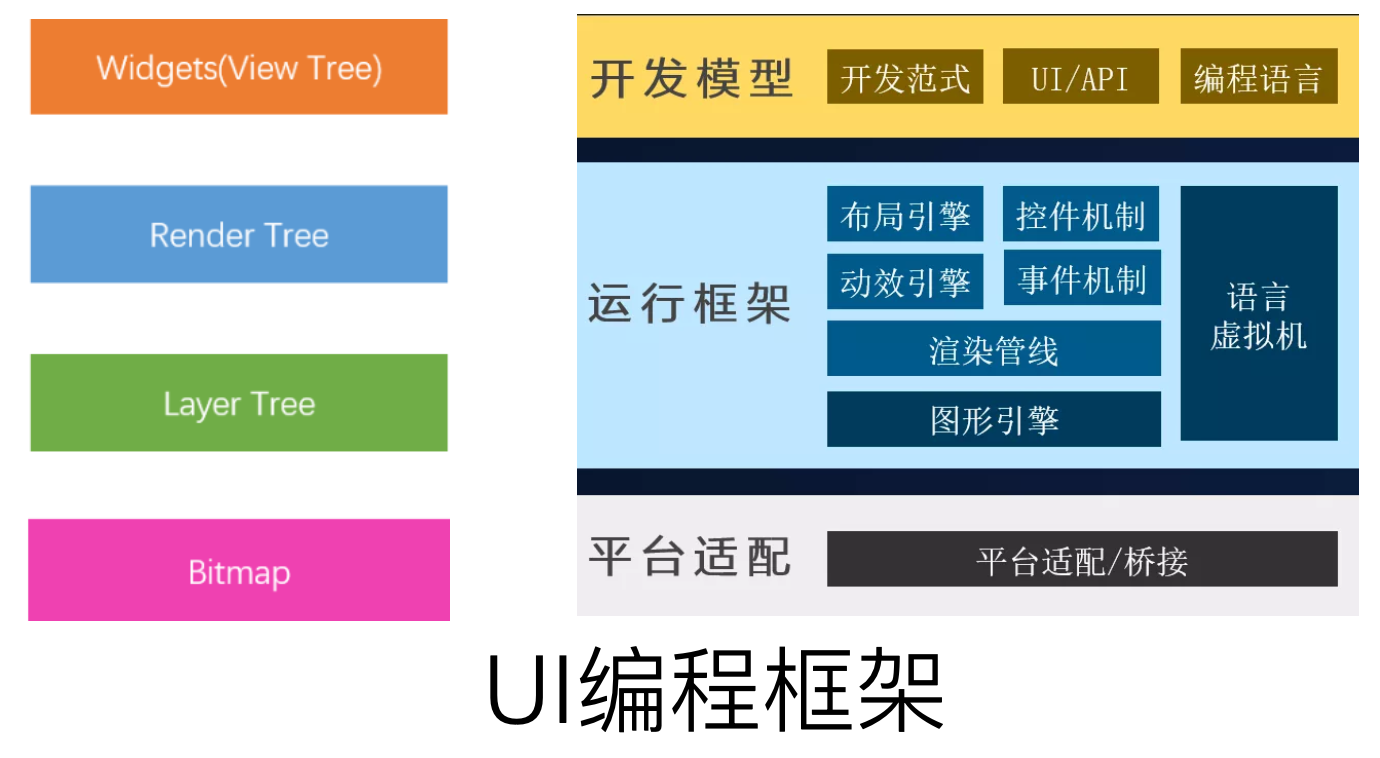 Widgets(View Tree)
Render Tree
Layer Tree
Bitmap
开发模型
开发范式
UI/API
编程语言
运行框架
布局引擎
控件机制
动效引擎
事件机制
渲染管线
图形引擎
语言
虚拟机
平台适配
平台适配/桥接
UI编程框架